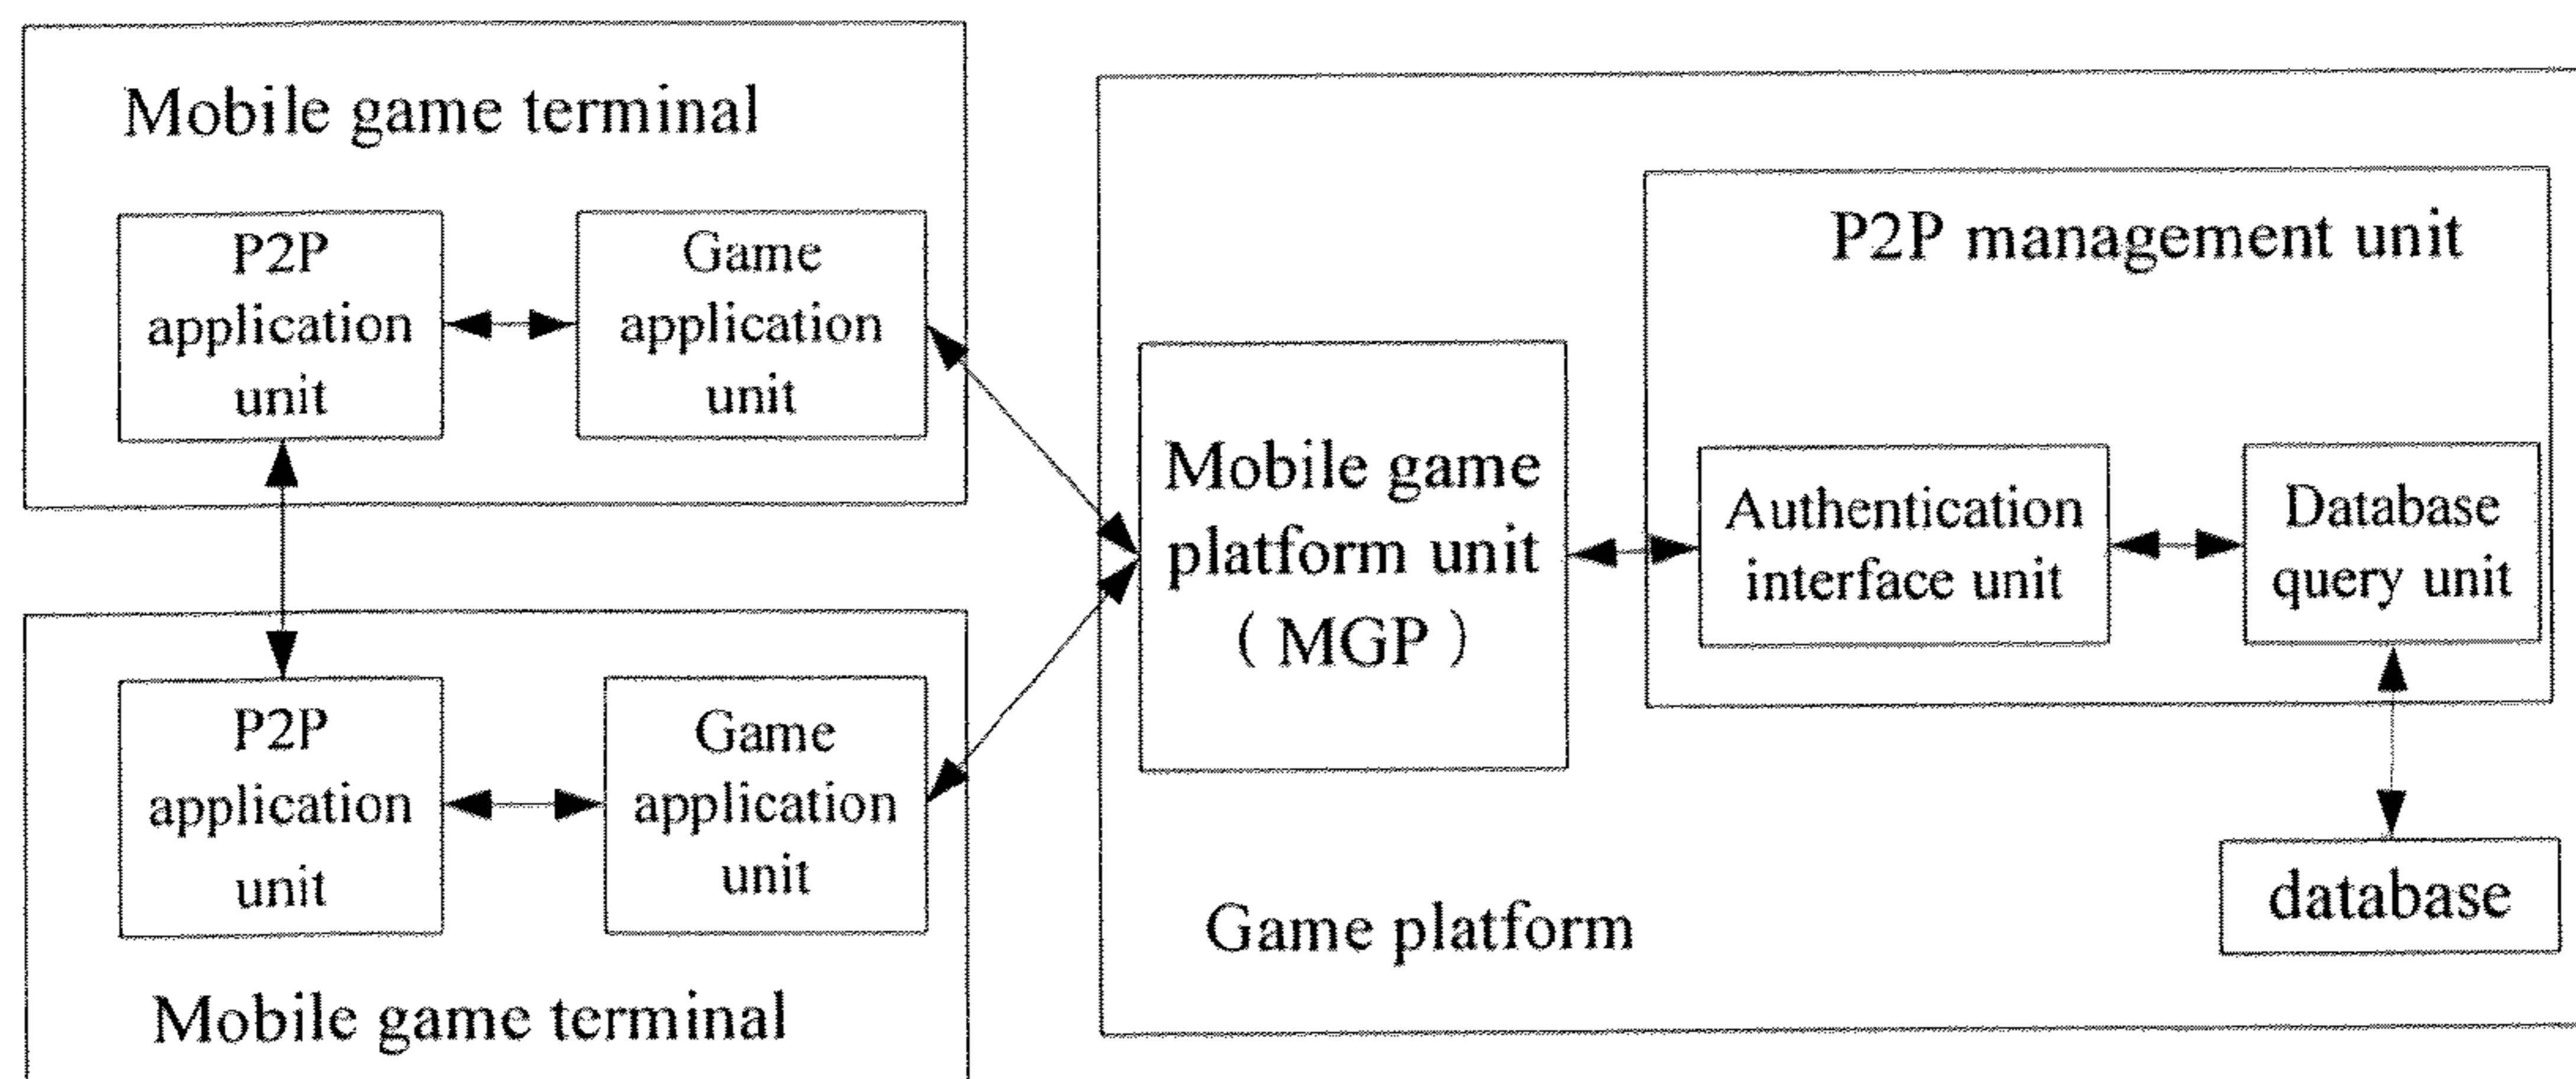 Mobile game terminal
P2P
application
unit
Game
application
unit
P2P
application
unit
Game
application
unit
Mobile game terminal
Mobile game
platform unit
( MGP )
P2P management unit
Authentication
interface unit
Database
query unit
database
Game platform